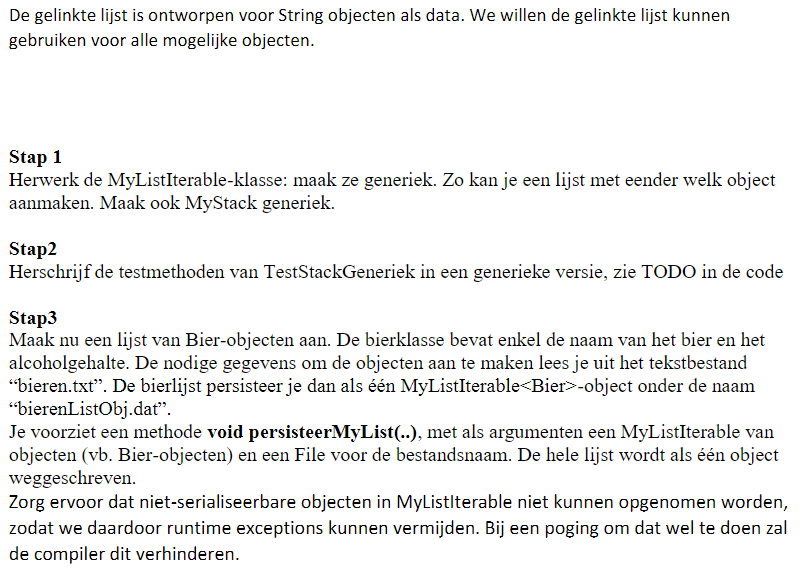 De gelinkte lijst is ontworpen voor String objecten als data. We willen de gelinkte lijst kunnen
gebruiken voor alle mogelijke objecten.
Stap 1
Herwerk de MyListIterable-klasse: maak ze generiek. Zo kan je een lijst met eender welk object
aanmaken. Maak ook MyStack generiek.
Stap2
Herschrijf de testmethoden van TestStackGeneriek in een generieke versie, zie TODO in de code
Stap3
Maak nu een lijst van Bier-objecten aan. De bierklasse bevat enkel de naam van het bier en het
alcoholgehalte. De nodige gegevens om de objecten aan te maken lees je uit het tekstbestand
“bieren.txt”. De bierlijst persisteer je dan als één MyListIterable<Bier>-object onder de naam
“bierenListObj.dat”.
Je voorziet een methode void persisteerMyList(..), met als argumenten een MyListIterable van
objecten (vb. Bier-objecten) en een File voor de bestandsnaam. De hele lijst wordt als één object
weggeschreven.
Zorg ervoor dat niet-serialiseerbare objecten in MyListIterable niet kunnen opgenomen worden,
zodat we daardoor runtime exceptions kunnen vermijden. Bij een poging om dat wel te doen zal
de compiler dit verhinderen.